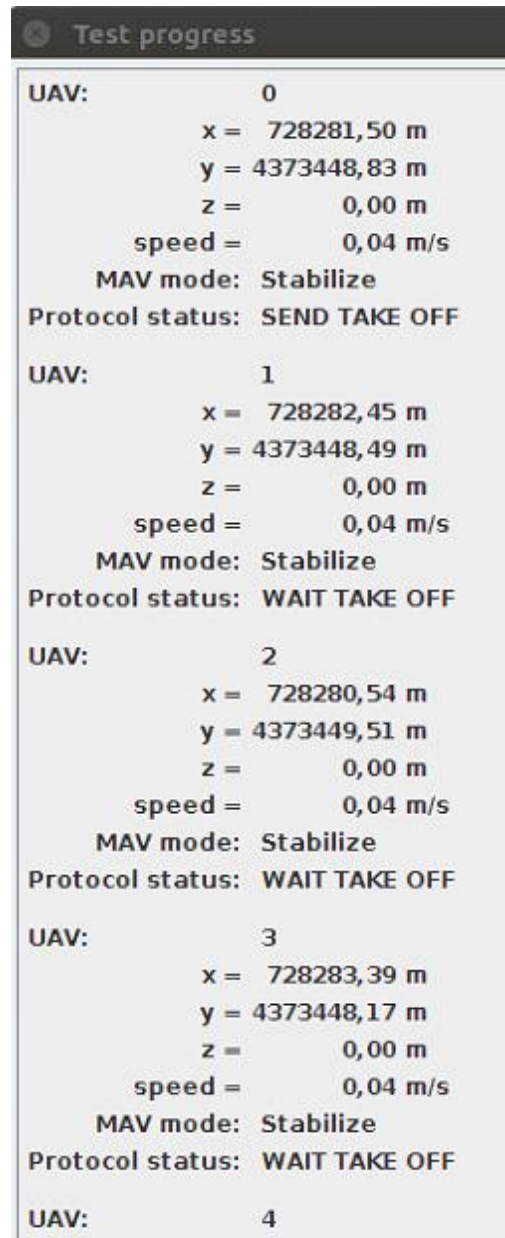 Test progress
UAV: 0
x = 728281,50 m
y = 4373448,83 m
z = 0,00 m
speed = 0,04 m/s
MAV mode: Stabilize
Protocol status: SEND TAKE OFF
UAV: 1
x = 728282,45 m
y = 4373448,49 m
z = 0,00 m
speed = 0,04 m/s
MAV mode: Stabilize
Protocol status: WAIT TAKE OFF
UAV: 2
x = 728280,54 m
y = 4373449,51 m
z = 0,00 m
speed = 0,04 m/s
MAV mode: Stabilize
Protocol status: WAIT TAKE OFF
UAV: 3
x = 728283,39 m
y = 4373448,17 m
z = 0,00 m
speed = 0,04 m/s
MAV mode: Stabilize
Protocol status: WAIT TAKE OFF
UAV: 4